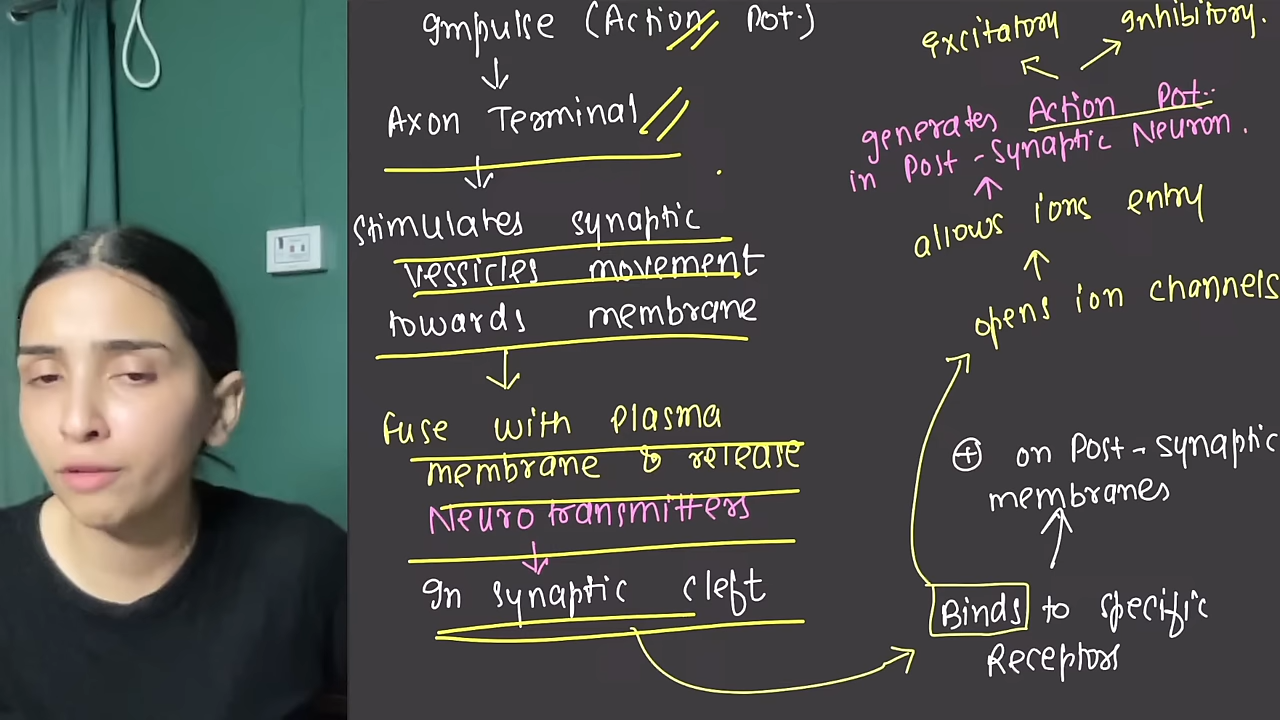 Impulse (Action Pot.)
Axon Terminal
Stimulates synaptic
vessicles movement
towards membrane
Fuse with Plasma
membrane & release
Neurotransmitters
In synaptic cleft
Excitatory Inhibitory.
generates Action Pot..
in Post-Synaptic Neuron.
allows ions entry
opens ion channels
(+) on Post-synaptic
membranes
Binds to specific
Receptors